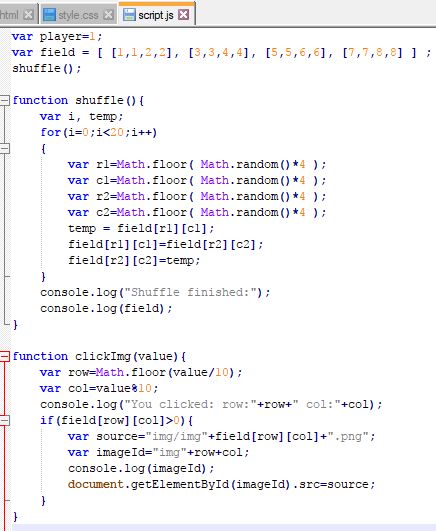 html style.css script.js
var player=1;
var field = [ [1,1,2,2], [3,3,4,4], [5,5,6,6], [7,7,8,8] ] ;
shuffle();
function shuffle(){
var i, temp;
for(i=0;i<20;i++)
{
var r1=Math.floor( Math.random()*4 );
var c1=Math.floor( Math.random()*4 );
var r2=Math.floor( Math.random()*4 );
var c2=Math.floor( Math.random()*4 );
temp = field[r1][c1];
field[r1][c1]=field[r2][c2];
field[r2][c2]=temp;
}
console.log("Shuffle finished:");
console.log(field);
}
function clickImg(value){
var row=Math.floor(value/10);
var col=value%10;
console.log("You clicked: row:"+row+" col:"+col);
if(field[row][col]>0){
var source="img/img"+field[row][col]+".png";
var imageId="img"+row+col;
console.log(imageId);
document.getElementById(imageId).src=source;
}
}